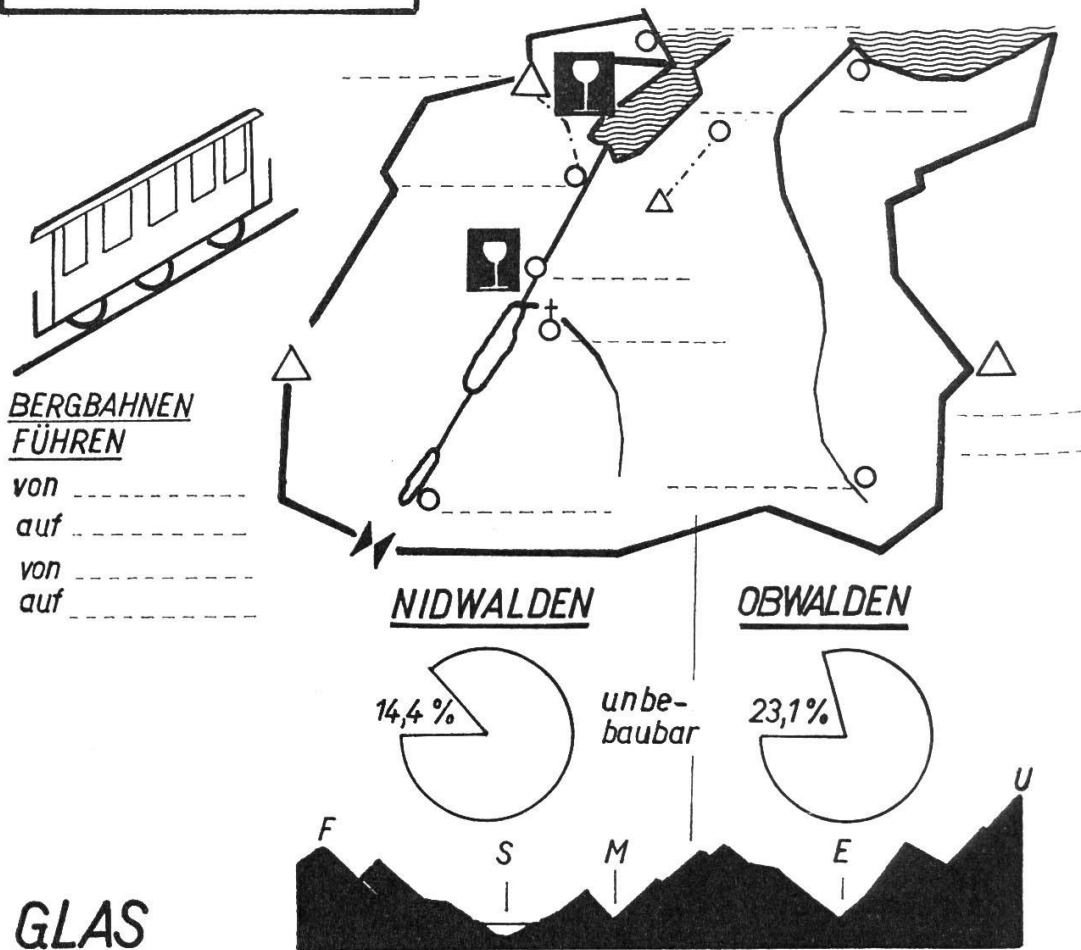 BERGBAHNEN
FÜHREN
von
auf
von
auf
NIDWALDEN
OBWALDEN
14,4 %
unbe-
baubar
23,1 %
F
S
M
E
U
GLAS